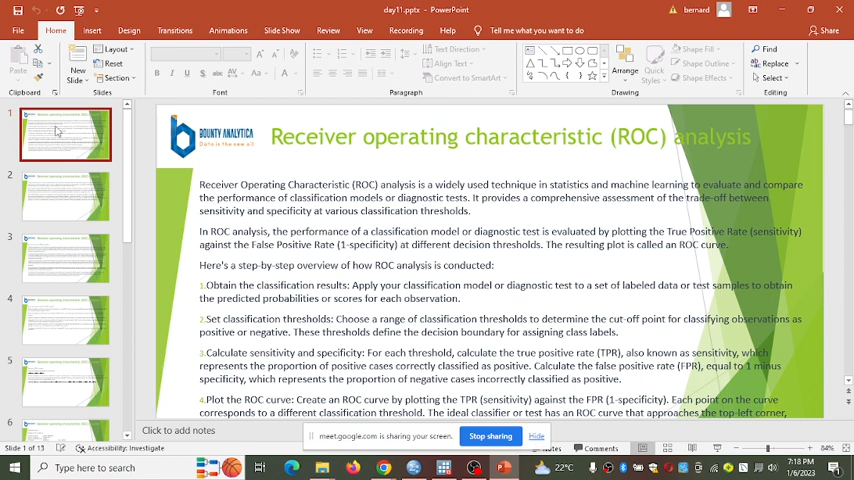 day11.pptx - PowerPoint
bernard
File Home Insert Design Transitions Animations Slide Show Review View Recording Help Tell me what you want to do Share
Paste
Clipboard
New
Slide
Layout
Reset
Section
Slides
B I U S abc AV Aa A
Font
Paragraph
Text Direction
Align Text
Convert to SmartArt
Drawing
Arrange
Quick
Styles
Shape Fill
Shape Outline
Shape Effects
Find
Replace
Select
Editing
1
2
3
4
5
6
BOUNTY ANALYTICA
Data is the new oil
Receiver operating characteristic (ROC) analysis
Receiver Operating Characteristic (ROC) analysis is a widely used technique in statistics and machine learning to evaluate and compare
the performance of classification models or diagnostic tests. It provides a comprehensive assessment of the trade-off between
sensitivity and specificity at various classification thresholds.
In ROC analysis, the performance of a classification model or diagnostic test is evaluated by plotting the True Positive Rate (sensitivity)
against the False Positive Rate (1-specificity) at different decision thresholds. The resulting plot is called an ROC curve.
Here's a step-by-step overview of how ROC analysis is conducted:
1.Obtain the classification results: Apply your classification model or diagnostic test to a set of labeled data or test samples to obtain
the predicted probabilities or scores for each observation.
2.Set classification thresholds: Choose a range of classification thresholds to determine the cut-off point for classifying observations as
positive or negative. These thresholds define the decision boundary for assigning class labels.
3.Calculate sensitivity and specificity: For each threshold, calculate the true positive rate (TPR), also known as sensitivity, which
represents the proportion of positive cases correctly classified as positive. Calculate the false positive rate (FPR), equal to 1 minus
specificity, which represents the proportion of negative cases incorrectly classified as positive.
4.Plot the ROC curve: Create an ROC curve by plotting the TPR (sensitivity) against the FPR (1-specificity). Each point on the curve
corresponds to a different classification threshold. The ideal classifier or test has an ROC curve that approaches the top-left corner,
Click to add notes
meet.google.com is sharing your screen. Stop sharing Hide
Slide 1 of 13 Accessibility: Investigate Notes Comments 84%
Type here to search
22°C
7:18 PM
1/6/2023